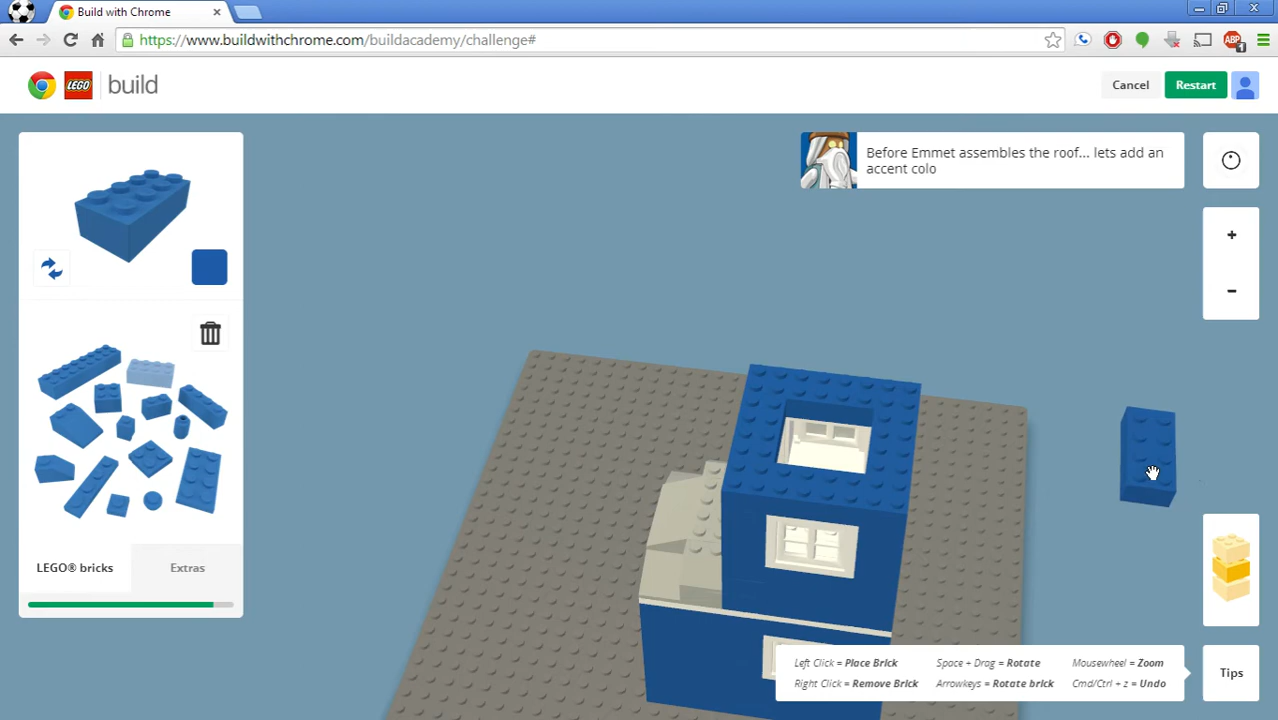 Build with Chrome
https://www.buildwithchrome.com/buildacademy/challenge#
ABP
1
LEGO
build
Cancel
Restart
Before Emmet assembles the roof... lets add an
accent colo
+
−
LEGO® bricks
Extras
Left Click = Place Brick
Space + Drag = Rotate
Mousewheel = Zoom
Right Click = Remove Brick
Arrowkeys = Rotate brick
Cmd/Ctrl + z = Undo
Tips